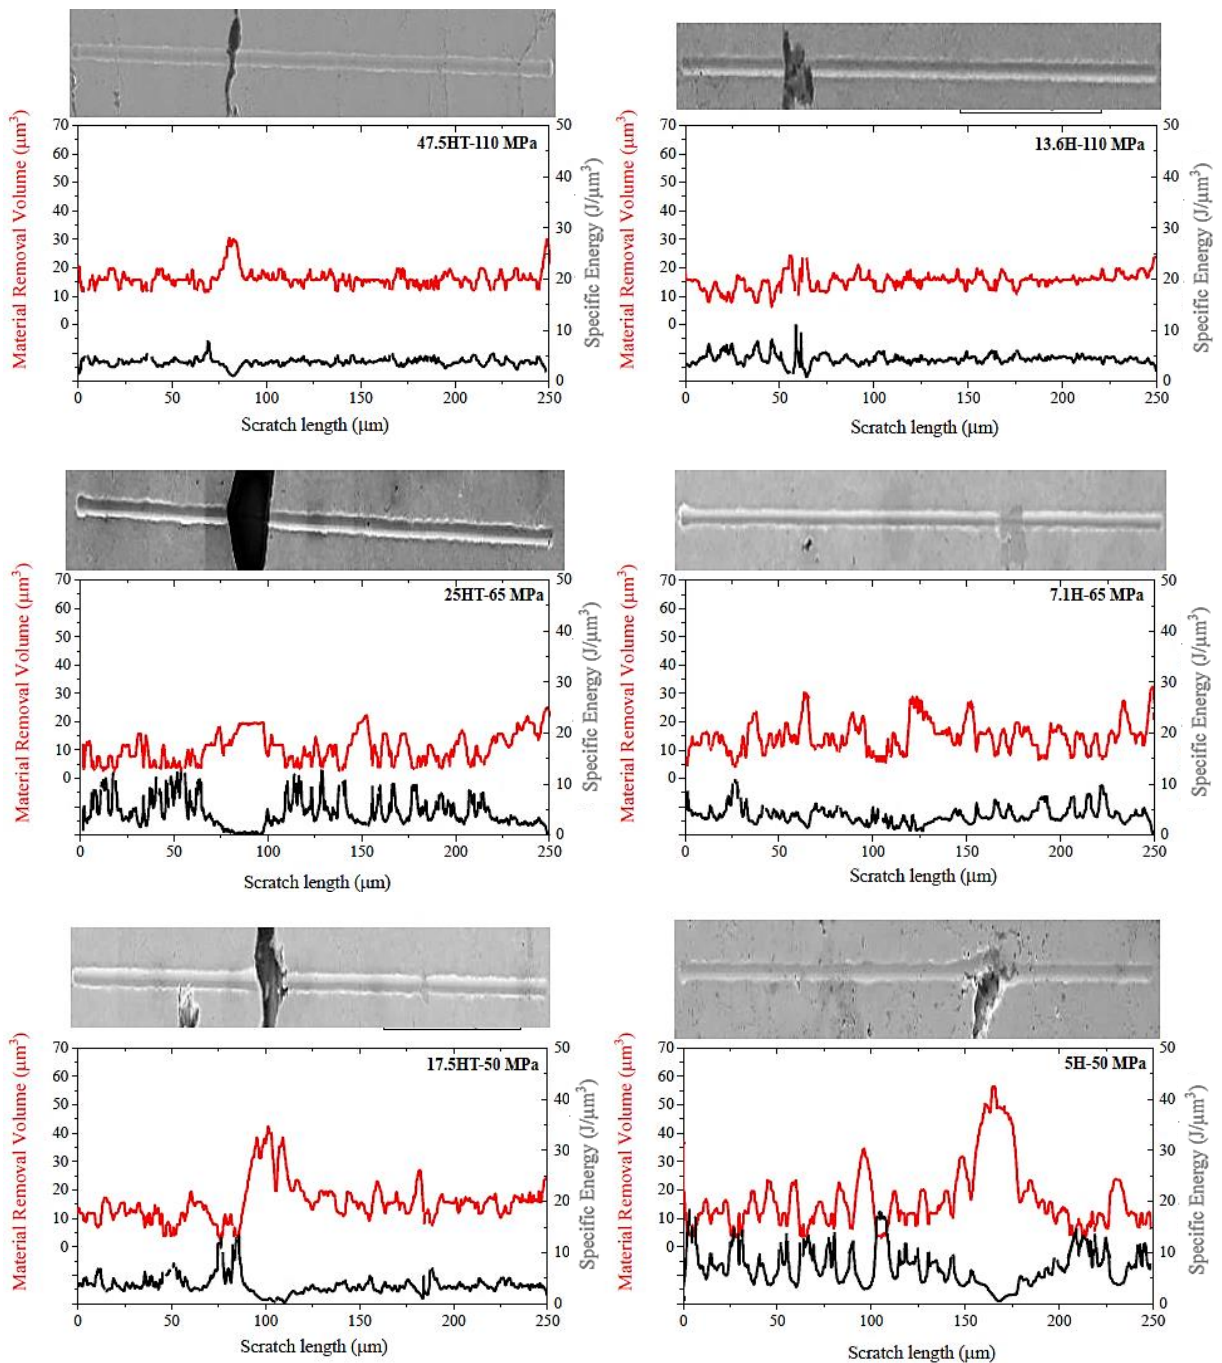 47.5HT-110 MPa
Material Removal Volume (μm³)
70
60
50
40
30
20
10
0
50
40
30
20
10
0
Specific Energy (J/μm³)
0 50 100 150 200 250
Scratch length (μm)
13.6H-110 MPa
Material Removal Volume (μm³)
70
60
50
40
30
20
10
0
50
40
30
20
10
0
Specific Energy (J/μm³)
0 50 100 150 200 250
Scratch length (μm)
25HT-65 MPa
Material Removal Volume (μm³)
70
60
50
40
30
20
10
0
50
40
30
20
10
0
Specific Energy (J/μm³)
0 50 100 150 200 250
Scratch length (μm)
7.1H-65 MPa
Material Removal Volume (μm³)
70
60
50
40
30
20
10
0
50
40
30
20
10
0
Specific Energy (J/μm³)
0 50 100 150 200 250
Scratch length (μm)
17.5HT-50 MPa
Material Removal Volume (μm³)
70
60
50
40
30
20
10
0
50
40
30
20
10
0
Specific Energy (J/μm³)
0 50 100 150 200 250
Scratch length (μm)
5H-50 MPa
Material Removal Volume (μm³)
70
60
50
40
30
20
10
0
50
40
30
20
10
0
Specific Energy (J/μm³)
0 50 100 150 200 250
Scratch length (μm)